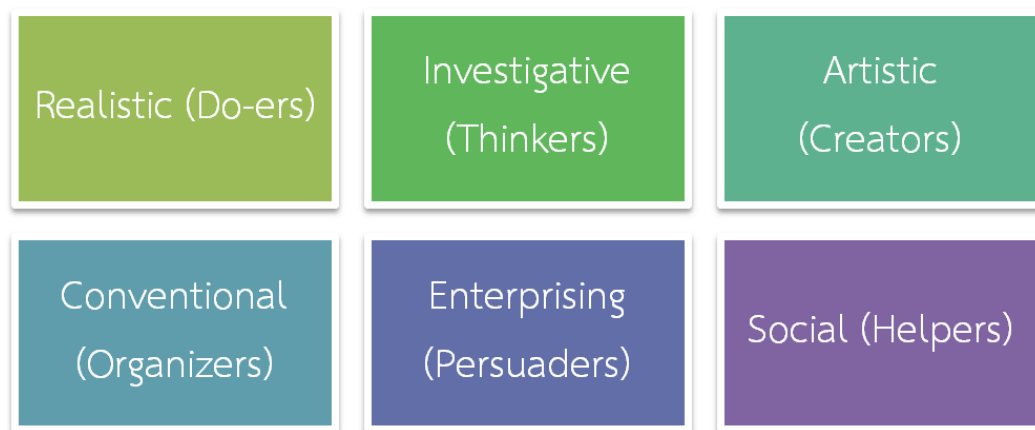 Realistic (Do-ers)
Investigative
(Thinkers)
Artistic
(Creators)
Conventional
(Organizers)
Enterprising
(Persuaders)
Social (Helpers)